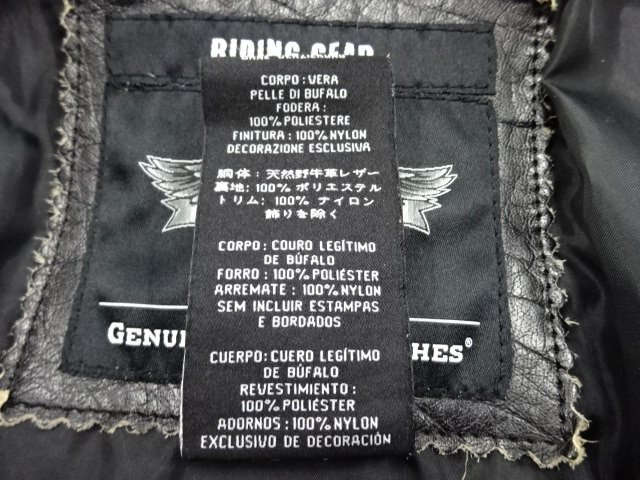 RIDING GEAR
CORPO: VERA
PELLE DI BUFALO
FODERA:
100% POLIESTERE
FINITURA: 100% NYLON
DECORAZIONE ESCLUSIVA
胴体: 天然野牛革レザー
裏地: 100% ポリエステル
トリム: 100% ナイロン
飾りを除く
CORPO: COURO LEGÍTIMO
DE BÚFALO
FORRO: 100% POLIÉSTER
ARREMATE: 100% NYLON
SEM INCLUIR ESTAMPAS
E BORDADOS
GENU
HES®
CUERPO: CUERO LEGÍTIMO
DE BÚFALO
REVESTIMIENTO:
100% POLIÉSTER
ADORNOS: 100% NYLON
EXCLUSIVO DE DECORACIÓN